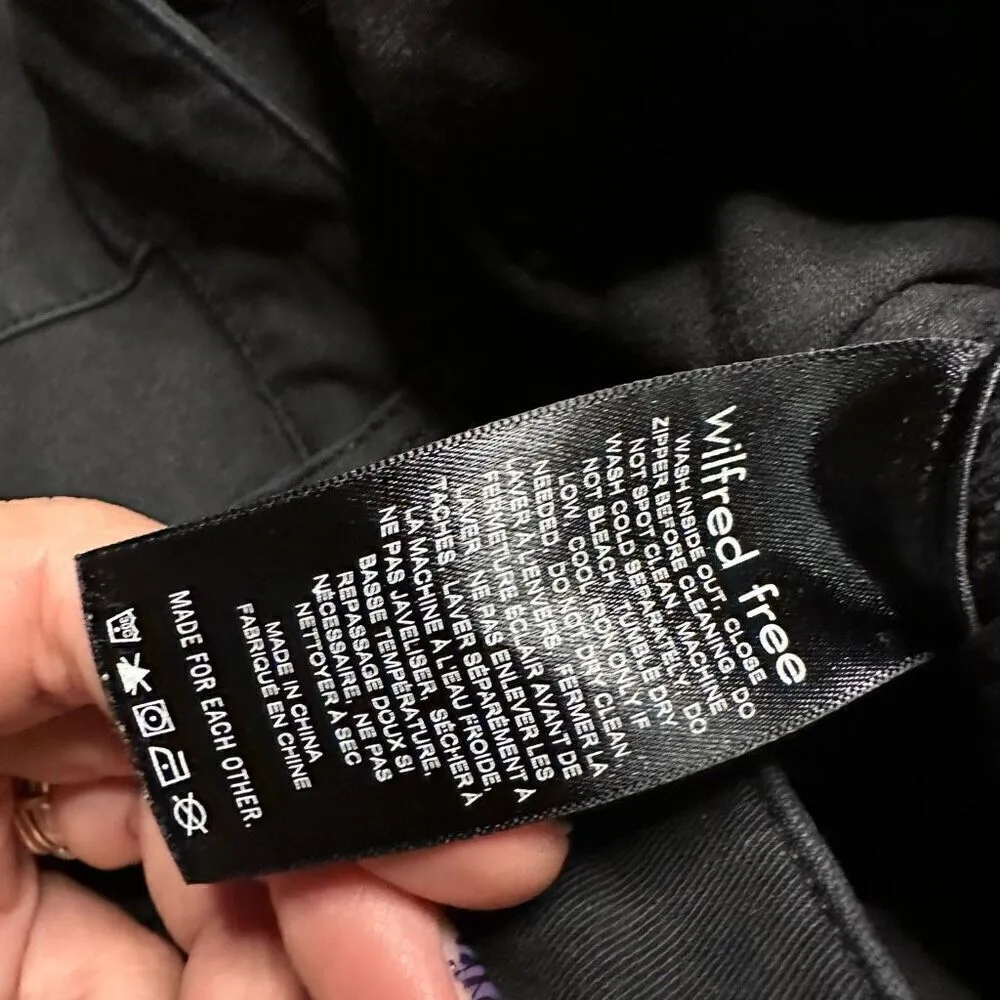 Wilfred free
WASH INSIDE OUT, CLOSE
ZIPPER BEFORE CLEANING. DO
NOT SPOT CLEAN. MACHINE
WASH COLD SEPARATELY. DO
NOT BLEACH. TUMBLE DRY
LOW. COOL IRON ONLY IF
NEEDED. DO NOT DRY CLEAN.
LAVER À L'ENVERS. FERMER LA
FERMETURE ÉCLAIR AVANT DE
LAVER. NE PAS ENLEVER LES
TACHES. LAVER SÉPARÉMENT À
LA MACHINE À L'EAU FROIDE.
NE PAS JAVELISER. SÉCHER À
BASSE TEMPÉRATURE.
REPASSAGE DOUX SI
NÉCESSAIRE. NE PAS
NETTOYER À SEC
MADE IN CHINA
FABRIQUÉ EN CHINE
MADE FOR EACH OTHER.